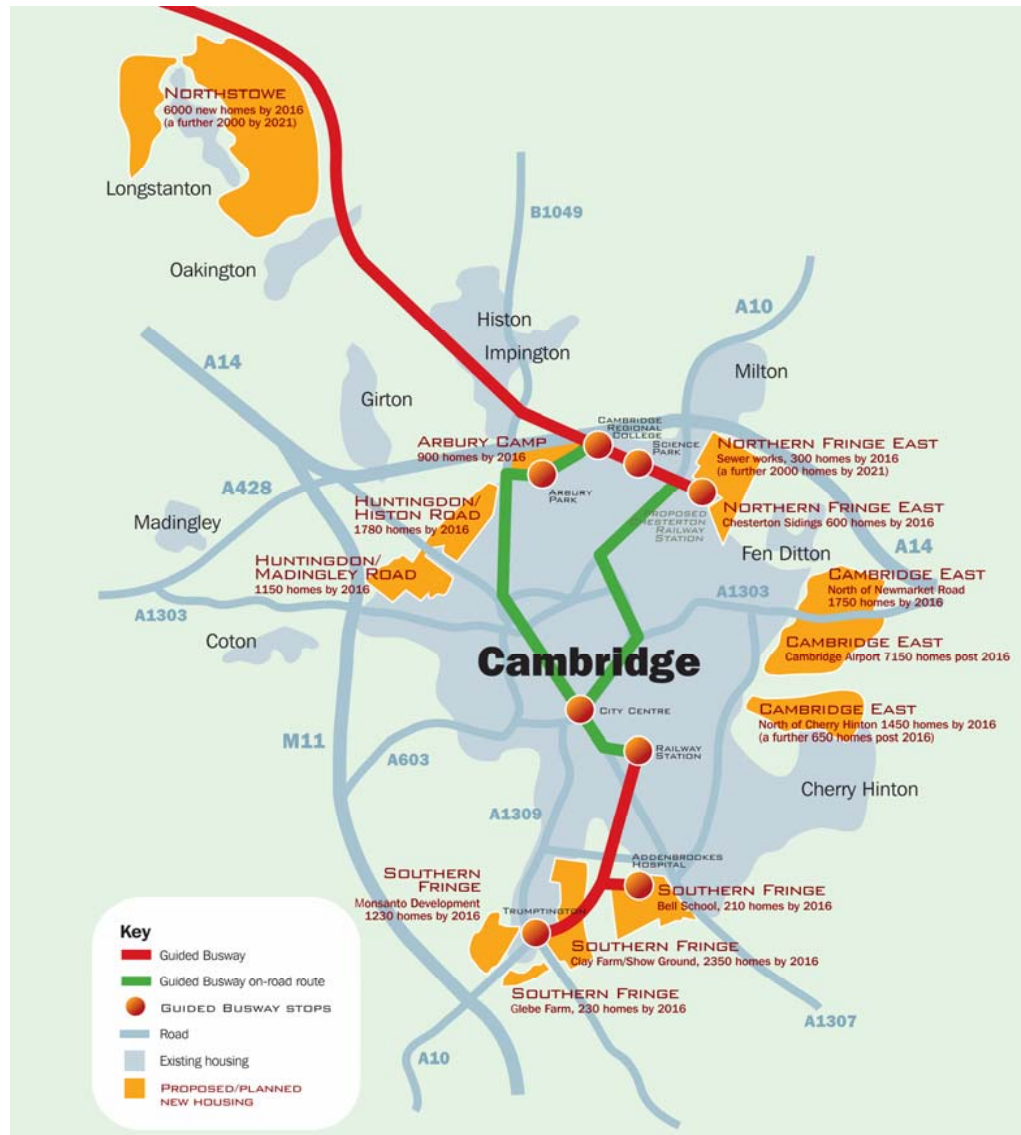 NORTHSTOWE
6000 new homes by 2016
(a further 2000 by 2021)
Longstanton
B1049
Oakington
A10
Histon
Impington
A14
Milton
Girton
CAMBRIDGE
REGIONAL
COLLEGE
ARBURY CAMP
900 homes by 2016
SCIENCE
PARK
NORTHERN FRINGE EAST
Sewer works, 300 homes by 2016
(a further 2000 homes by 2021)
A428
ARBURY
PARK
HUNTINGDON/
HISTON ROAD
1780 homes by 2016
NORTHERN FRINGE EAST
Chesterton Sidings 600 homes by 2016
PROPOSED
CHESTERTON
RAILWAY
STATION
Madingley
Fen Ditton
A14
HUNTINGDON/
MADINGLEY ROAD
1150 homes by 2016
CAMBRIDGE EAST
North of Newmarket Road
1750 homes by 2016
A1303
A1303
Coton
CAMBRIDGE EAST
Cambridge Airport 7150 homes post 2016
Cambridge
CITY CENTRE
CAMBRIDGE EAST
North of Cherry Hinton 1450 homes by 2016
(a further 650 homes post 2016)
M11
A603
RAILWAY
STATION
Cherry Hinton
A1309
ADDENBROOKES
HOSPITAL
SOUTHERN
FRINGE
Monsanto Development
1230 homes by 2016
SOUTHERN FRINGE
Bell School, 210 homes by 2016
TRUMPTINGTON
SOUTHERN FRINGE
Clay Farm/Show Ground, 2350 homes by 2016
SOUTHERN FRINGE
Glebe Farm, 230 homes by 2016
A1307
A10
Key
Guided Busway
Guided Busway on-road route
GUIDED BUSWAY STOPS
Road
Existing housing
PROPOSED/PLANNED
NEW HOUSING